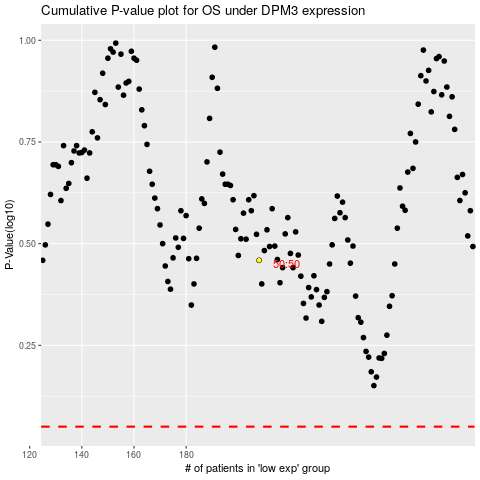 Cumulative P-value plot for OS under DPM3 expression
P-Value(log10)
1.00
0.75
0.50
0.25
50:50
120 140 160 180
# of patients in 'low exp' group